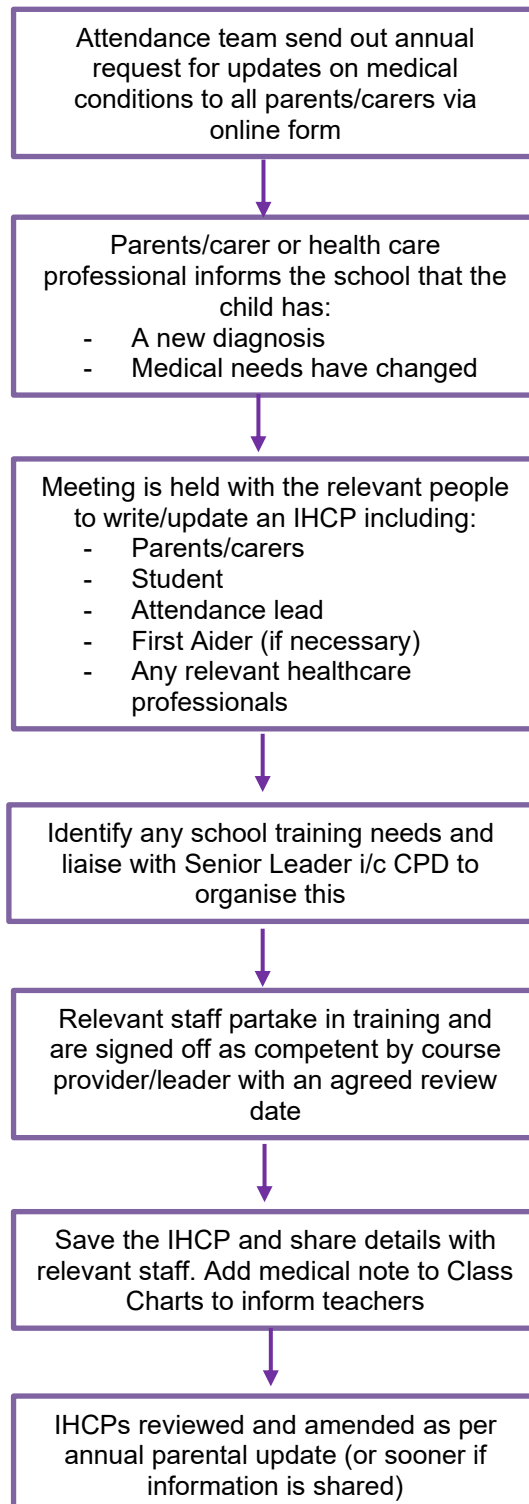 Attendance team send out annual
request for updates on medical
conditions to all parents/carers via
online form
Parents/carer or health care
professional informs the school that the
child has:
- A new diagnosis
- Medical needs have changed
Meeting is held with the relevant people
to write/update an IHCP including:
- Parents/carers
- Student
- Attendance lead
- First Aider (if necessary)
- Any relevant healthcare
professionals
Identify any school training needs and
liaise with Senior Leader i/c CPD to
organise this
Relevant staff partake in training and
are signed off as competent by course
provider/leader with an agreed review
date
Save the IHCP and share details with
relevant staff. Add medical note to Class
Charts to inform teachers
IHCPs reviewed and amended as per
annual parental update (or sooner if
information is shared)